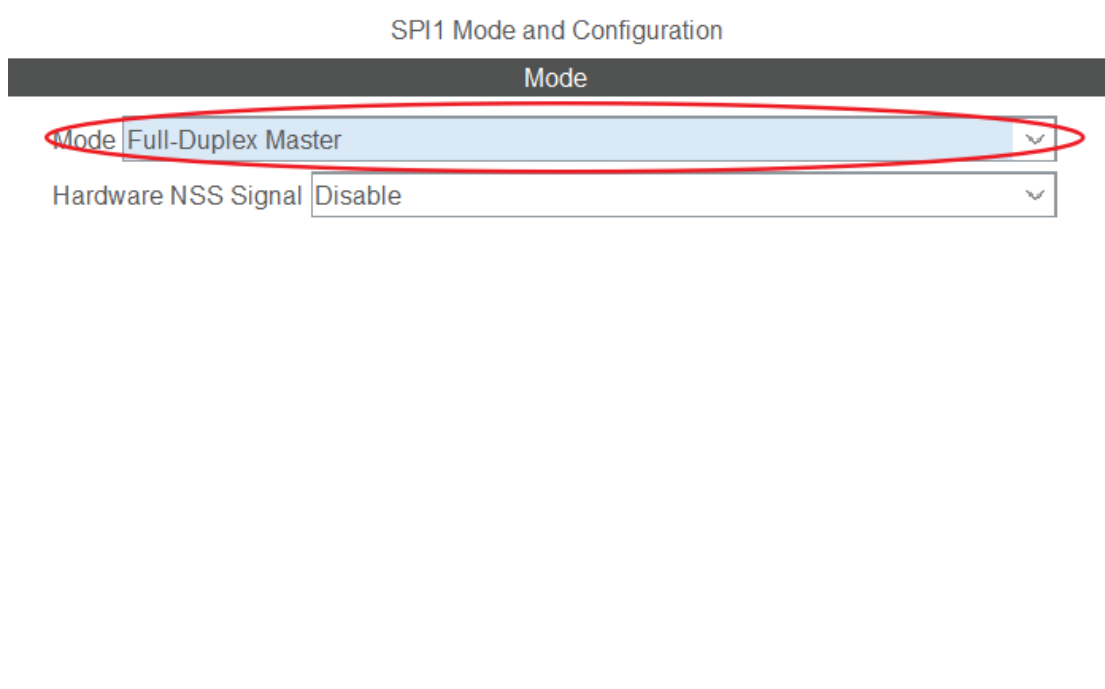 SPI1 Mode and Configuration
Mode
Mode Full-Duplex Master
Hardware NSS Signal Disable